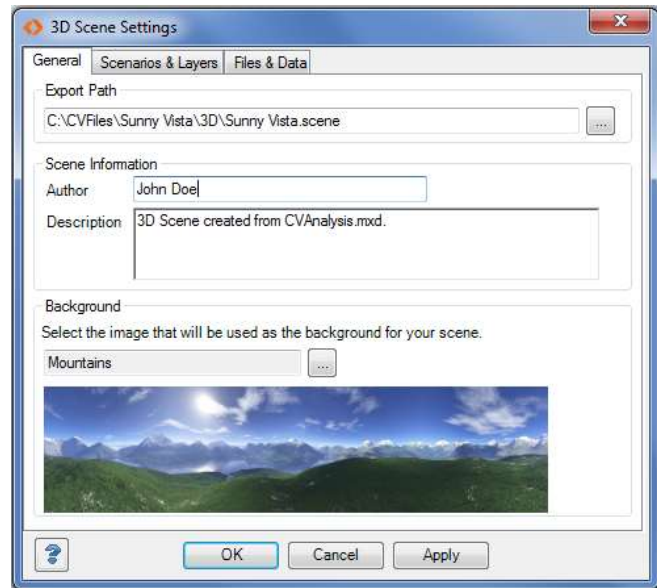 3D Scene Settings
General Scenarios & Layers Files & Data
Export Path
C:\CVFiles\Sunny Vista\3D\Sunny Vista.scene ...
Scene Information
Author John Doe
Description 3D Scene created from CVAnalysis.mxd.
Background
Select the image that will be used as the background for your scene.
Mountains ...
? OK Cancel Apply